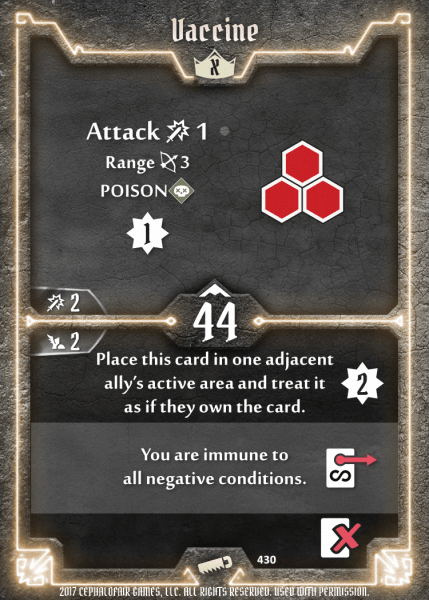 Vaccine
X
Attack 1
Range 3
POISON
1
2
44
2
Place this card in one adjacent
ally's active area and treat it
as if they own the card.
2
You are immune to
all negative conditions.
430
2017 CEPHALOFAIR GAMES, LLC. ALL RIGHTS RESERVED. USED WITH PERMISSION.